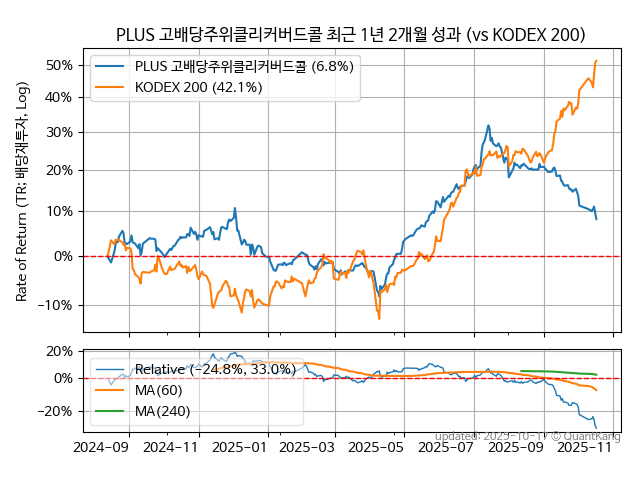 PLUS 고배당주위클리커버드콜 최근 1년 2개월 성과 (vs KODEX 200)
Rate of Return (TR: 배당재투자, Log)
50%
40%
30%
20%
10%
0%
−10%
PLUS 고배당주위클리커버드콜 (6.8%)
KODEX 200 (42.1%)
20%
0%
−20%
Relative (−24.8%, 33.0%)
MA(60)
MA(240)
updated: 2025-10-17 © QuantKang
2024−09 2024−11 2025−01 2025−03 2025−05 2025−07 2025−09 2025−11